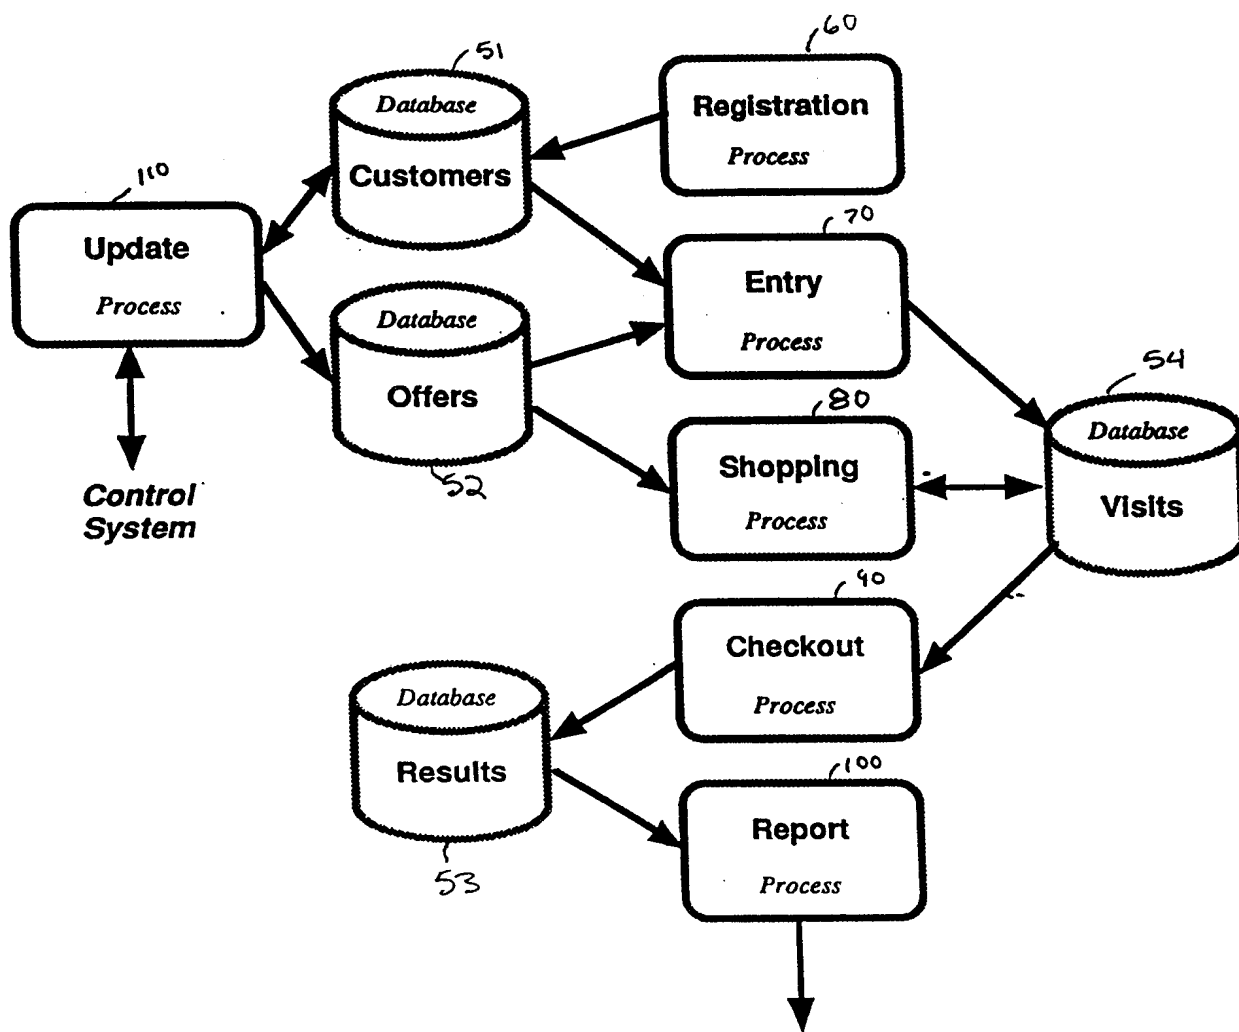 60
51
Database
Registration
Process
Customers
110
70
Update
Process
Entry
Process
Database
Offers
54
80
Database
Shopping
Process
Visits
52
Control
System
90
Checkout
Process
Database
Results
100
Report
Process
53